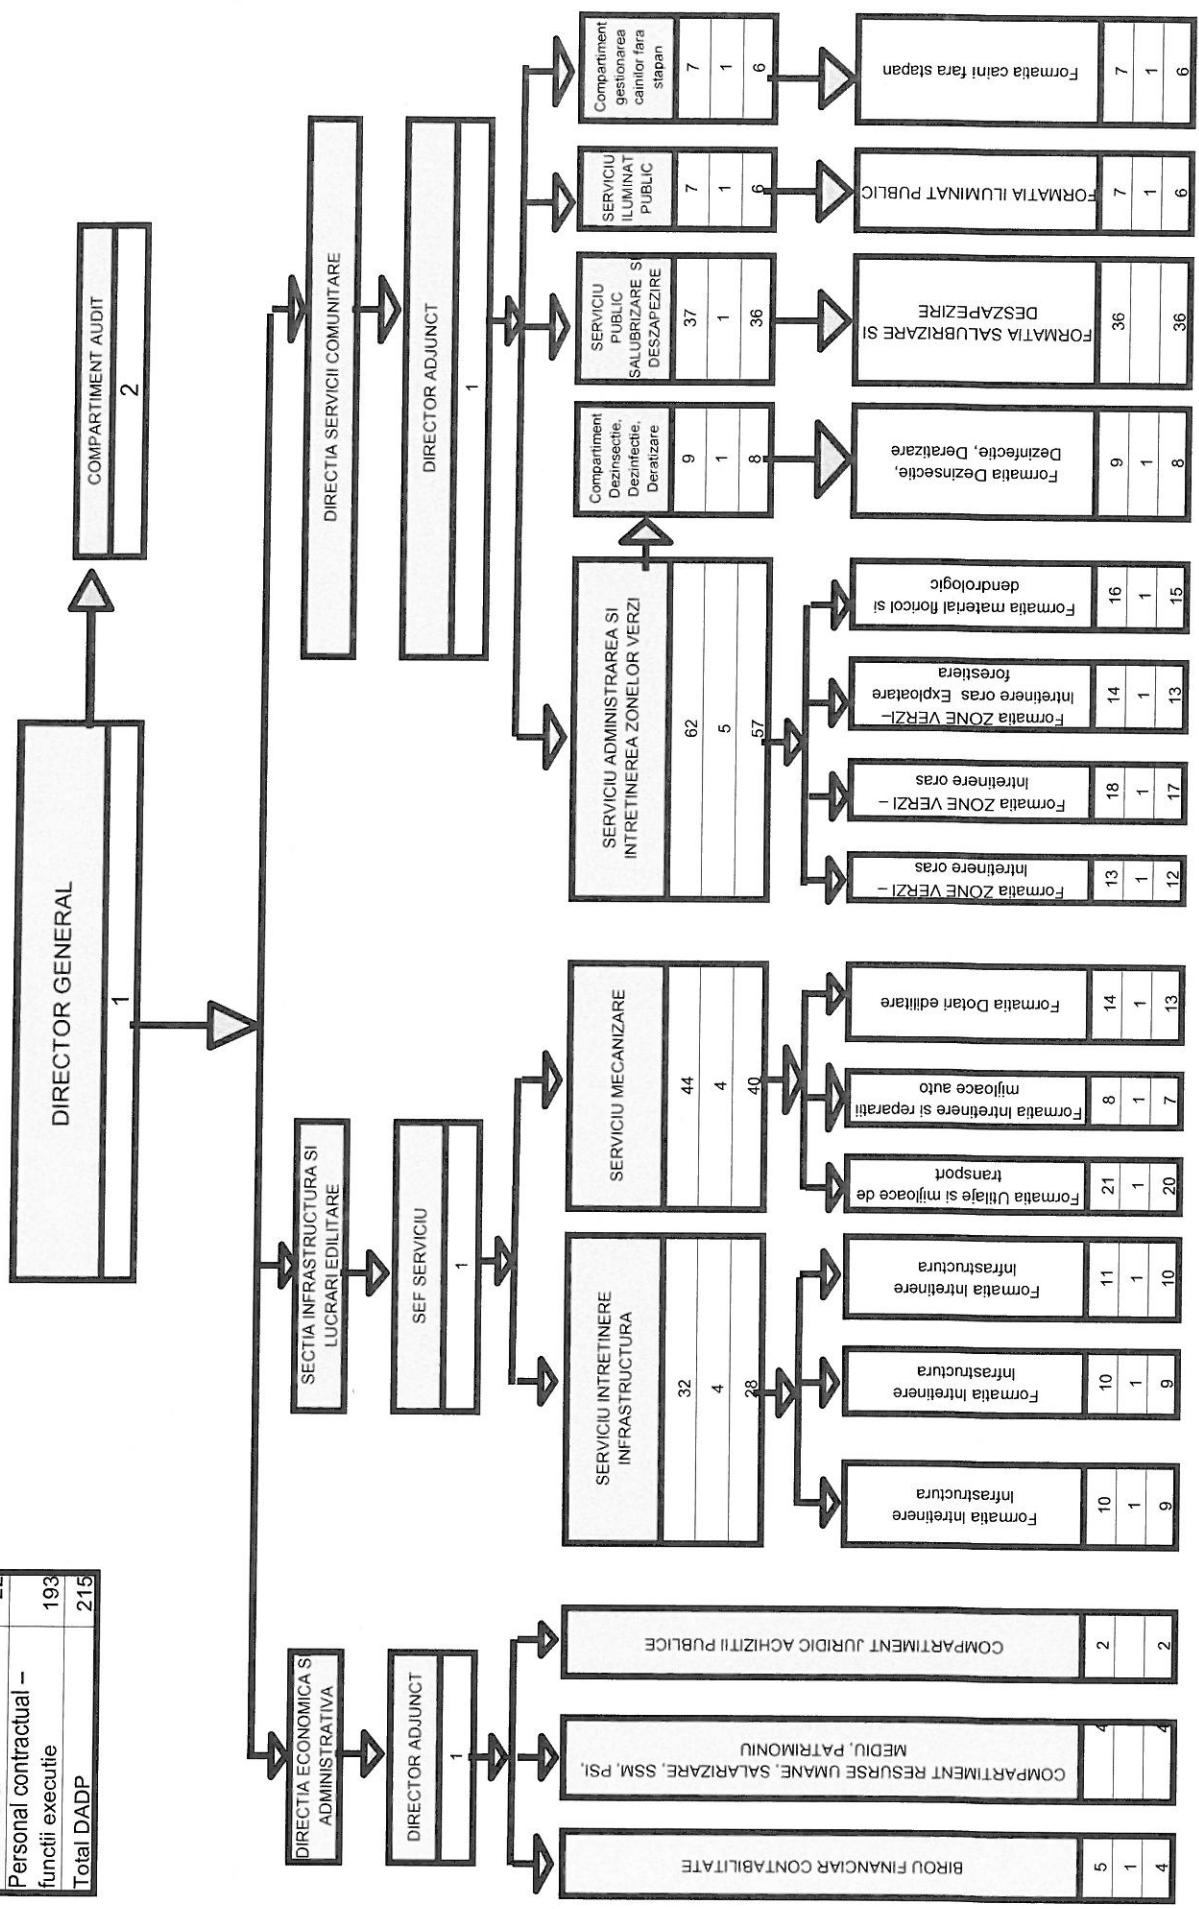 Personal contractual –
functii executie
193
Total DADP
215
DIRECTOR GENERAL
1
COMPARTIMENT AUDIT
2
DIRECTIA ECONOMICA SI
ADMINISTRATIVA
DIRECTOR ADJUNCT
1
BIROU FINANCIAR CONTABILITATE
5
1
4
COMPARTIMENT RESURSE UMANE, SALARIZARE, SSM, PSI,
MEDIU, PATRIMONIU
4
4
COMPARTIMENT JURIDIC ACHIZITII PUBLICE
2
2
SECTIA INFRASTRUCTURA SI
LUCRARI EDILITARE
SEF SERVICIU
1
SERVICIU INTRETINERE
INFRASTRUCTURA
32
4
28
Formatia Intretinere
Infrastructura
10
1
9
Formatia Intretinere
Infrastructura
10
1
9
Formatia Intretinere
Infrastructura
11
1
10
SERVICIU MECANIZARE
44
4
40
Formatia Utilaje si mijloace de
transport
21
1
20
Formatia Intretinere si reparatii
mijloace auto
8
1
7
Formatia Dotari edilitare
14
1
13
DIRECTIA SERVICII COMUNITARE
DIRECTOR ADJUNCT
1
SERVICIU ADMINISTRAREA SI
INTRETINEREA ZONELOR VERZI
62
5
57
Formatia ZONE VERZI –
Intretinere oras
13
1
12
Formatia ZONE VERZI –
Intretinere oras
18
1
17
Formatia ZONE VERZI–
Intretinere oras Exploatare
forestiera
14
1
13
Formatia material floricol si
dendrologic
16
1
15
Compartiment
Dezinsectie,
Dezinfectie,
Deratizare
9
1
8
Formatia Dezinsectie,
Dezinfectie, Deratizare
9
1
8
SERVICIU
PUBLIC
SALUBRIZARE SI
DESZAPEZIRE
37
1
36
FORMATIA SALUBRIZARE SI
DESZAPEZIRE
36
36
SERVICIU
ILUMINAT
PUBLIC
7
1
6
FORMATIA ILUMINAT PUBLIC
7
1
6
Compartiment
gestionarea
cainilor fara
stapan
7
1
6
Formatia caini fara stapan
7
1
6